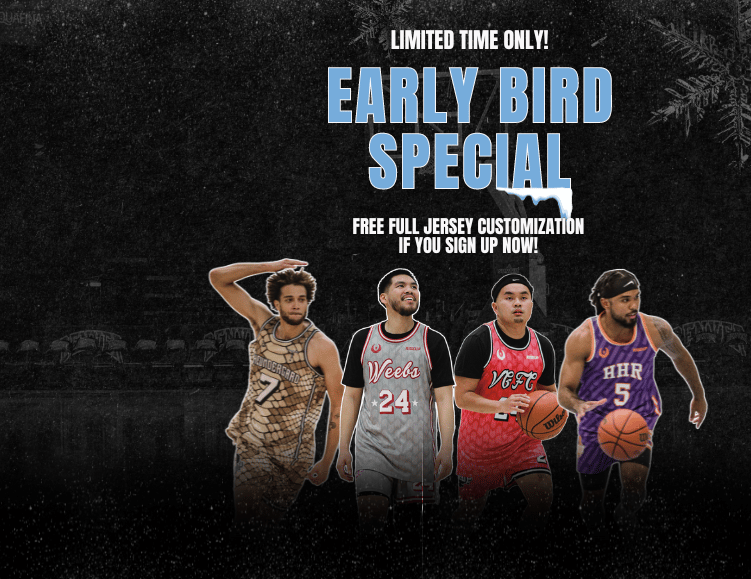 LIMITED TIME ONLY!
EARLY BIRD
SPECIAL
FREE FULL JERSEY CUSTOMIZATION
IF YOU SIGN UP NOW!
7
Weebs
24
VGFC
HHR
5